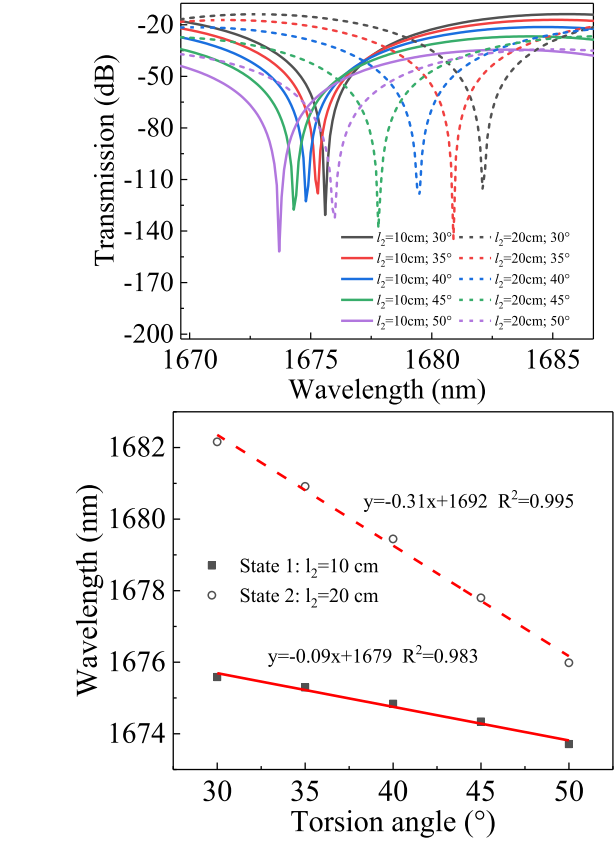 -20
-50
-80
-110
-140
-170
-200
Transmission (dB)
l₂=10cm; 30° l₂=20cm; 30°
l₂=10cm; 35° l₂=20cm; 35°
l₂=10cm; 40° l₂=20cm; 40°
l₂=10cm; 45° l₂=20cm; 45°
l₂=10cm; 50° l₂=20cm; 50°
1670 1675 1680 1685
Wavelength (nm)
1682
1680
1678
1676
1674
Wavelength (nm)
y=-0.31x+1692 R²=0.995
State 1: l₂=10 cm
State 2: l₂=20 cm
y=-0.09x+1679 R²=0.983
30 35 40 45 50
Torsion angle (°)